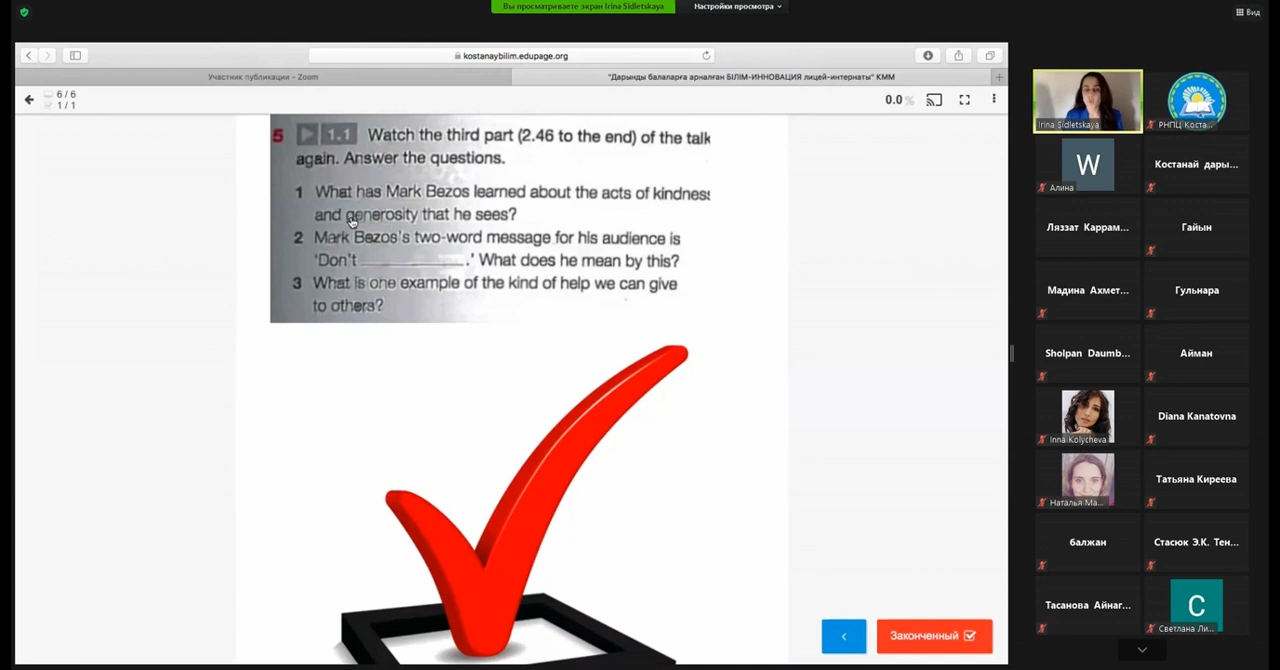 Вы просматриваете экран Irina Sidletskaya
Настройки просмотра
Вид
kostanaybilim.edupage.org
Участник публикации - Zoom
"Дарынды балаларға арналған БІЛІМ-ИННОВАЦИЯ лицей-интернаты" КММ
6 / 6
1 / 1
0.0 %
5 1.1 Watch the third part (2.46 to the end) of the talk
again. Answer the questions.
1 What has Mark Bezos learned about the acts of kindness
and generosity that he sees?
2 Mark Bezos's two-word message for his audience is
'Don't ____________.' What does he mean by this?
3 What is one example of the kind of help we can give
to others?
Законченный
Irina Sidletskaya
РНПЦ Коста...
W
Алина
Костанай дары...
Ляззат Каррам...
Гайын
Мадина Ахмет...
Гульнара
Sholpan Daumb...
Айман
Inna Kolycheva
Diana Kanatovna
Наталья Ма...
Татьяна Киреева
балжан
Стасюк Э.К. Тен...
Тасанова Айнаг...
С
Светлана Ли...